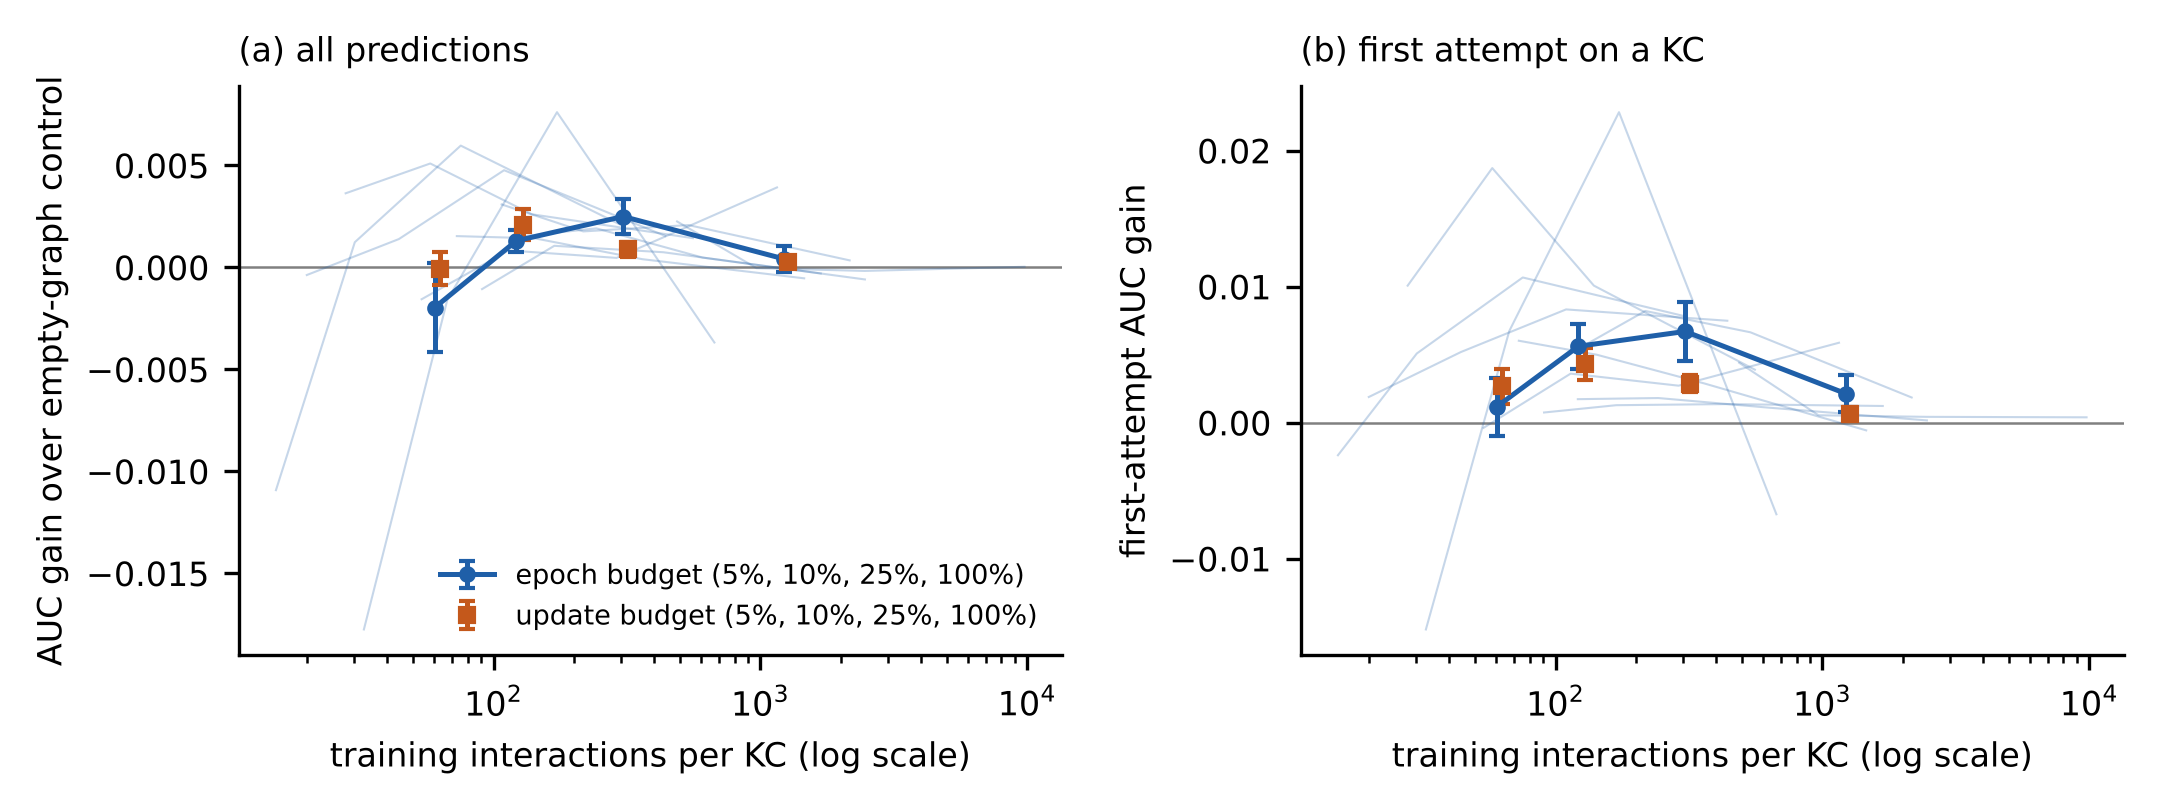 (a) all predictions
AUC gain over empty-graph control
0.005
0.000
−0.005
−0.010
−0.015
epoch budget (5%, 10%, 25%, 100%)
update budget (5%, 10%, 25%, 100%)
10²
10³
10⁴
training interactions per KC (log scale)
(b) first attempt on a KC
first-attempt AUC gain
0.02
0.01
0.00
−0.01
10²
10³
10⁴
training interactions per KC (log scale)